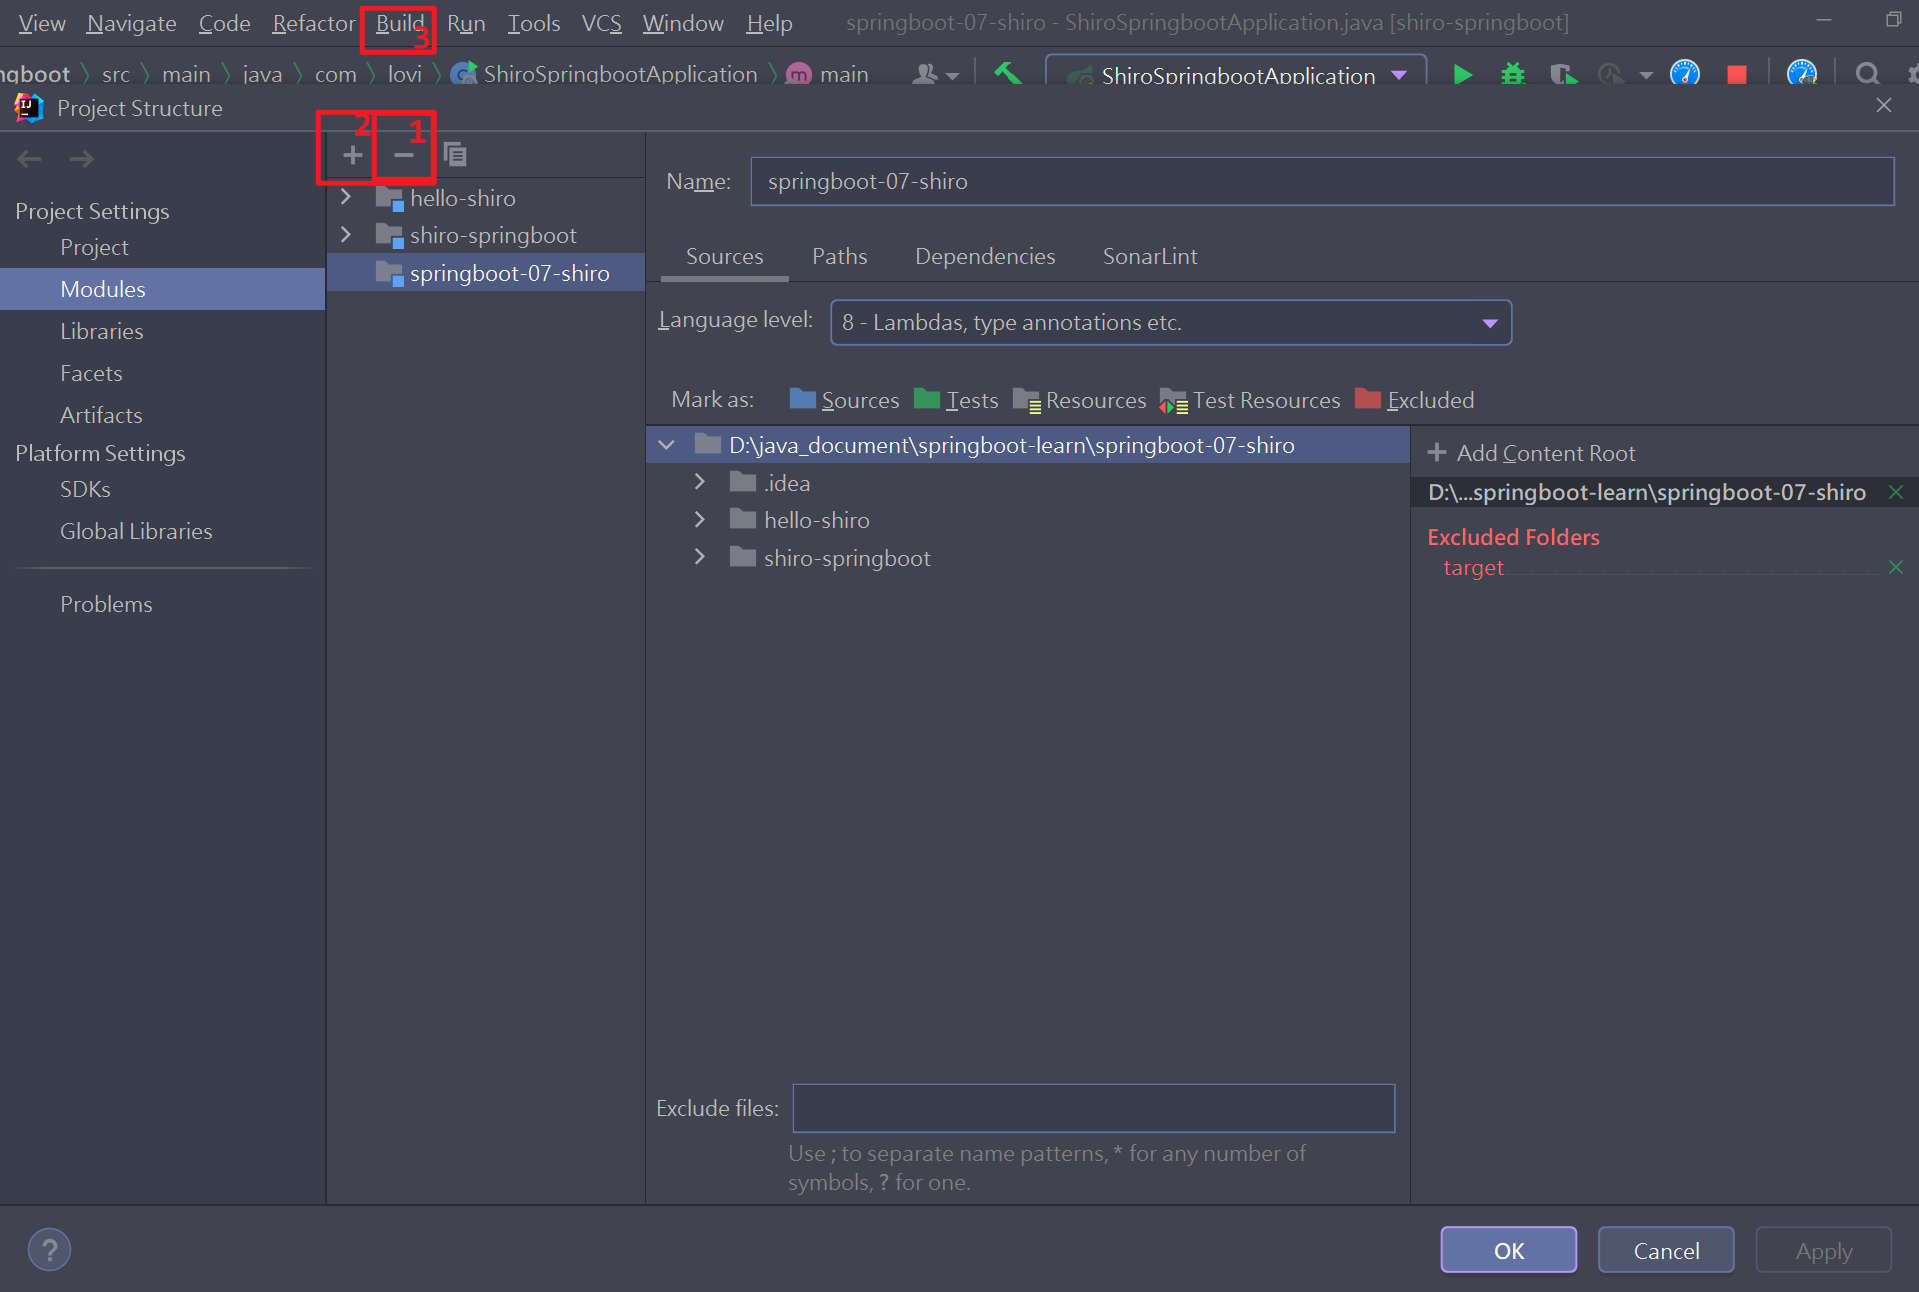 View Navigate Code Refactor Build Run Tools VCS Window Help springboot-07-shiro - ShiroSpringbootApplication.java [shiro-springboot]
3
ngboot src main java com lovi ShiroSpringbootApplication m main ShiroSpringbootApplication
Project Structure
2 1
Name: springboot-07-shiro
hello-shiro
shiro-springboot
springboot-07-shiro
Project Settings
Project
Modules
Libraries
Facets
Artifacts
Platform Settings
SDKs
Global Libraries
Problems
Sources Paths Dependencies SonarLint
Language level: 8 - Lambdas, type annotations etc.
Mark as: Sources Tests Resources Test Resources Excluded
D:\java_document\springboot-learn\springboot-07-shiro
.idea
hello-shiro
shiro-springboot
Add Content Root
D:\...springboot-learn\springboot-07-shiro
Excluded Folders
target
Exclude files:
Use ; to separate name patterns, * for any number of
symbols, ? for one.
? OK Cancel Apply